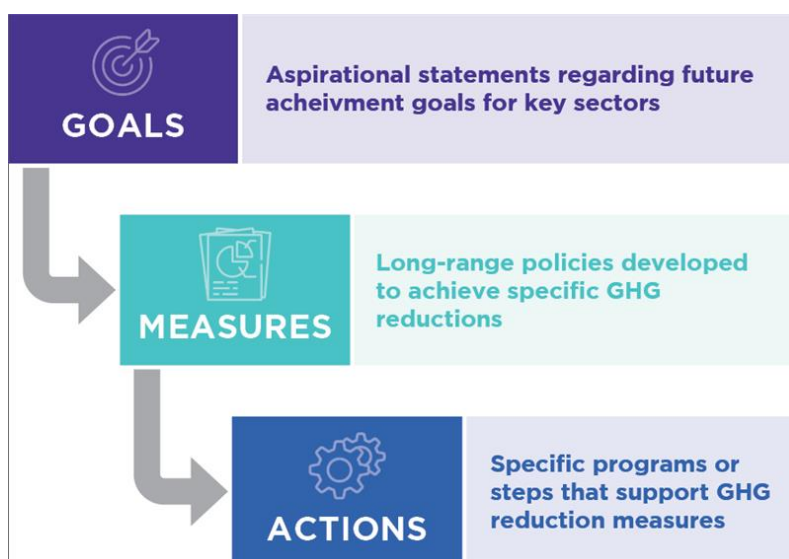 GOALS
Aspirational statements regarding future
acheivment goals for key sectors
MEASURES
Long-range policies developed
to achieve specific GHG
reductions
ACTIONS
Specific programs or
steps that support GHG
reduction measures